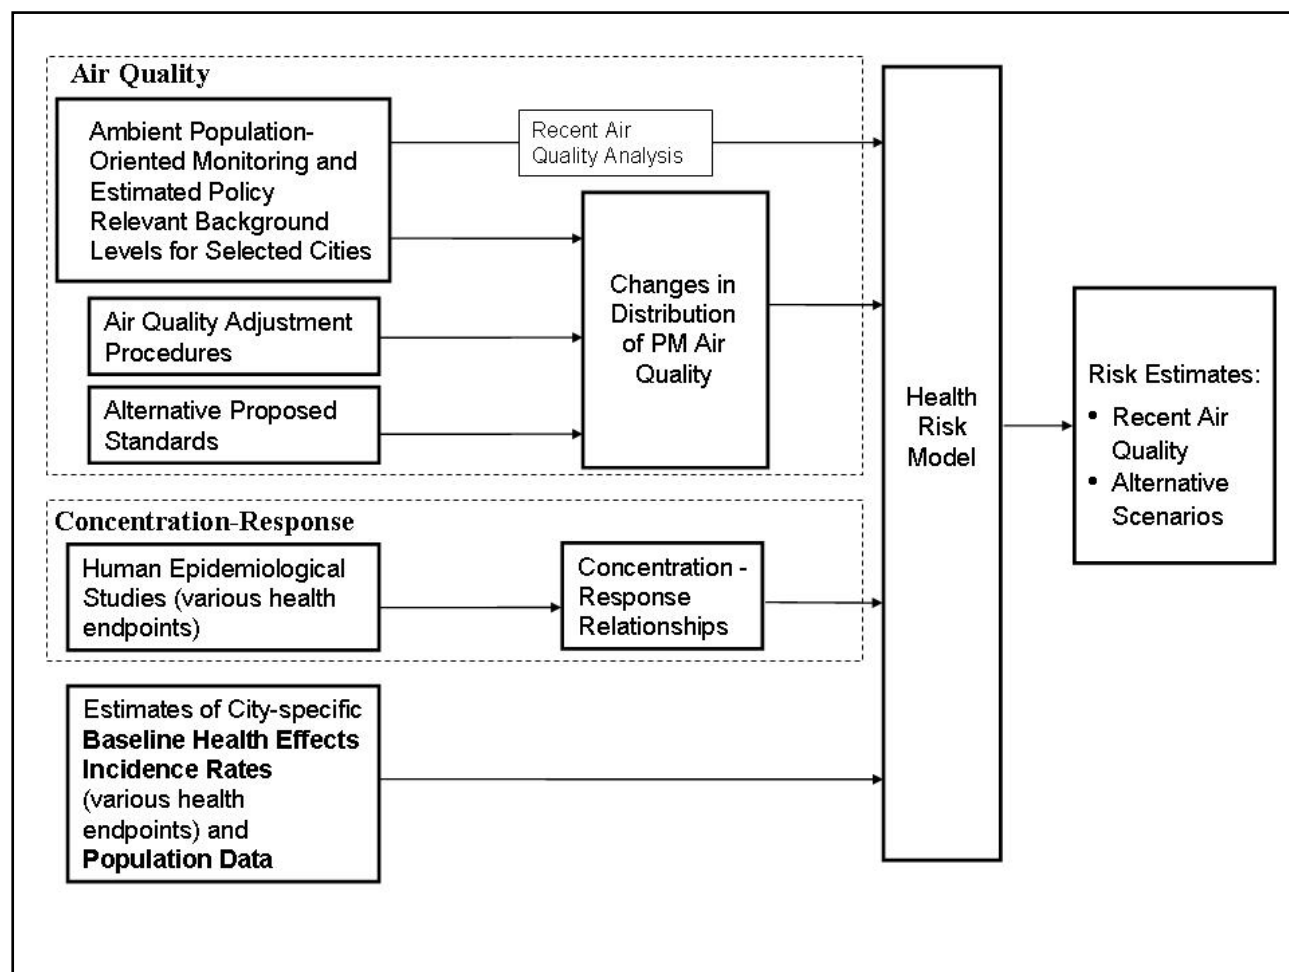 Air Quality
Ambient Population-
Oriented Monitoring and
Estimated Policy
Relevant Background
Levels for Selected Cities
Recent Air
Quality Analysis
Air Quality Adjustment
Procedures
Alternative Proposed
Standards
Changes in
Distribution
of PM Air
Quality
Concentration-Response
Human Epidemiological
Studies (various health
endpoints)
Concentration -
Response
Relationships
Estimates of City-specific
Baseline Health Effects
Incidence Rates
(various health
endpoints) and
Population Data
Health
Risk
Model
Risk Estimates:
• Recent Air
Quality
• Alternative
Scenarios